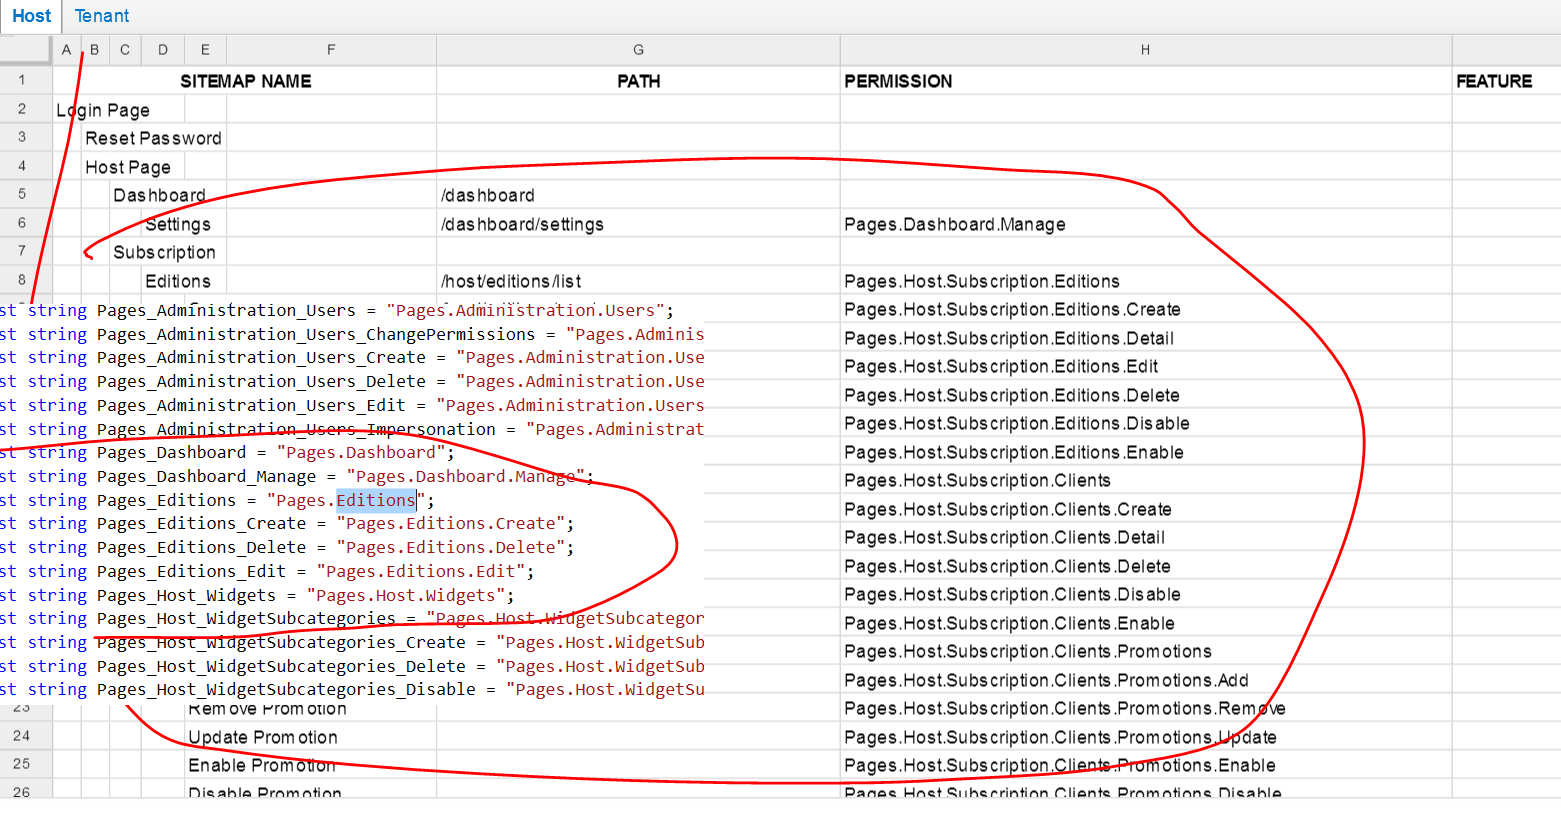 Host Tenant
A B C D E F G H
1 SITEMAP NAME PATH PERMISSION FEATURE
2 Login Page
3 Reset Password
4 Host Page
5 Dashboard /dashboard
6 Settings /dashboard/settings Pages.Dashboard.Manage
7 Subscription
8 Editions /host/editions/list Pages.Host.Subscription.Editions
st string Pages_Administration_Users = "Pages.Administration.Users"; Pages.Host.Subscription.Editions.Create
st string Pages_Administration_Users_ChangePermissions = "Pages.Adminis Pages.Host.Subscription.Editions.Detail
st string Pages_Administration_Users_Create = "Pages.Administration.Use Pages.Host.Subscription.Editions.Edit
st string Pages_Administration_Users_Delete = "Pages.Administration.Use Pages.Host.Subscription.Editions.Delete
st string Pages_Administration_Users_Edit = "Pages.Administration.Users Pages.Host.Subscription.Editions.Disable
st string Pages_Administration_Users_Impersonation = "Pages.Administrat
st string Pages_Dashboard = "Pages.Dashboard"; Pages.Host.Subscription.Editions.Enable
st string Pages_Dashboard_Manage = "Pages.Dashboard.Manage"; Pages.Host.Subscription.Clients
st string Pages_Editions = "Pages.Editions"; Pages.Host.Subscription.Clients.Create
st string Pages_Editions_Create = "Pages.Editions.Create"; Pages.Host.Subscription.Clients.Detail
st string Pages_Editions_Delete = "Pages.Editions.Delete";
st string Pages_Editions_Edit = "Pages.Editions.Edit"; Pages.Host.Subscription.Clients.Delete
st string Pages_Host_Widgets = "Pages.Host.Widgets"; Pages.Host.Subscription.Clients.Disable
st string Pages_Host_WidgetSubcategories = "Pages.Host.WidgetSubcategor Pages.Host.Subscription.Clients.Enable
st string Pages_Host_WidgetSubcategories_Create = "Pages.Host.WidgetSub Pages.Host.Subscription.Clients.Promotions
st string Pages_Host_WidgetSubcategories_Delete = "Pages.Host.WidgetSub
st string Pages_Host_WidgetSubcategories_Disable = "Pages.Host.WidgetSu Pages.Host.Subscription.Clients.Promotions.Add
23 Remove Promotion Pages.Host.Subscription.Clients.Promotions.Remove
24 Update Promotion Pages.Host.Subscription.Clients.Promotions.Update
25 Enable Promotion Pages.Host.Subscription.Clients.Promotions.Enable
26 Disable Promotion Pages.Host.Subscription.Clients.Promotions.Disable